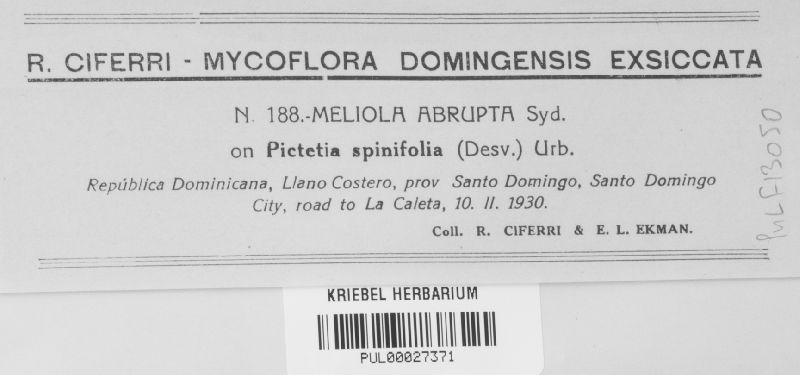 R. CIFERRI - MYCOFLORA DOMINGENSIS EXSICCATA
N. 188.-MELIOLA ABRUPTA Syd.
on Pictetia spinifolia (Desv.) Urb.
República Dominicana, Llano Costero, prov Santo Domingo, Santo Domingo
City, road to La Caleta, 10. II. 1930.
Coll. R. CIFERRI & E. L. EKMAN.
PULF13050
KRIEBEL HERBARIUM
PUL00027371